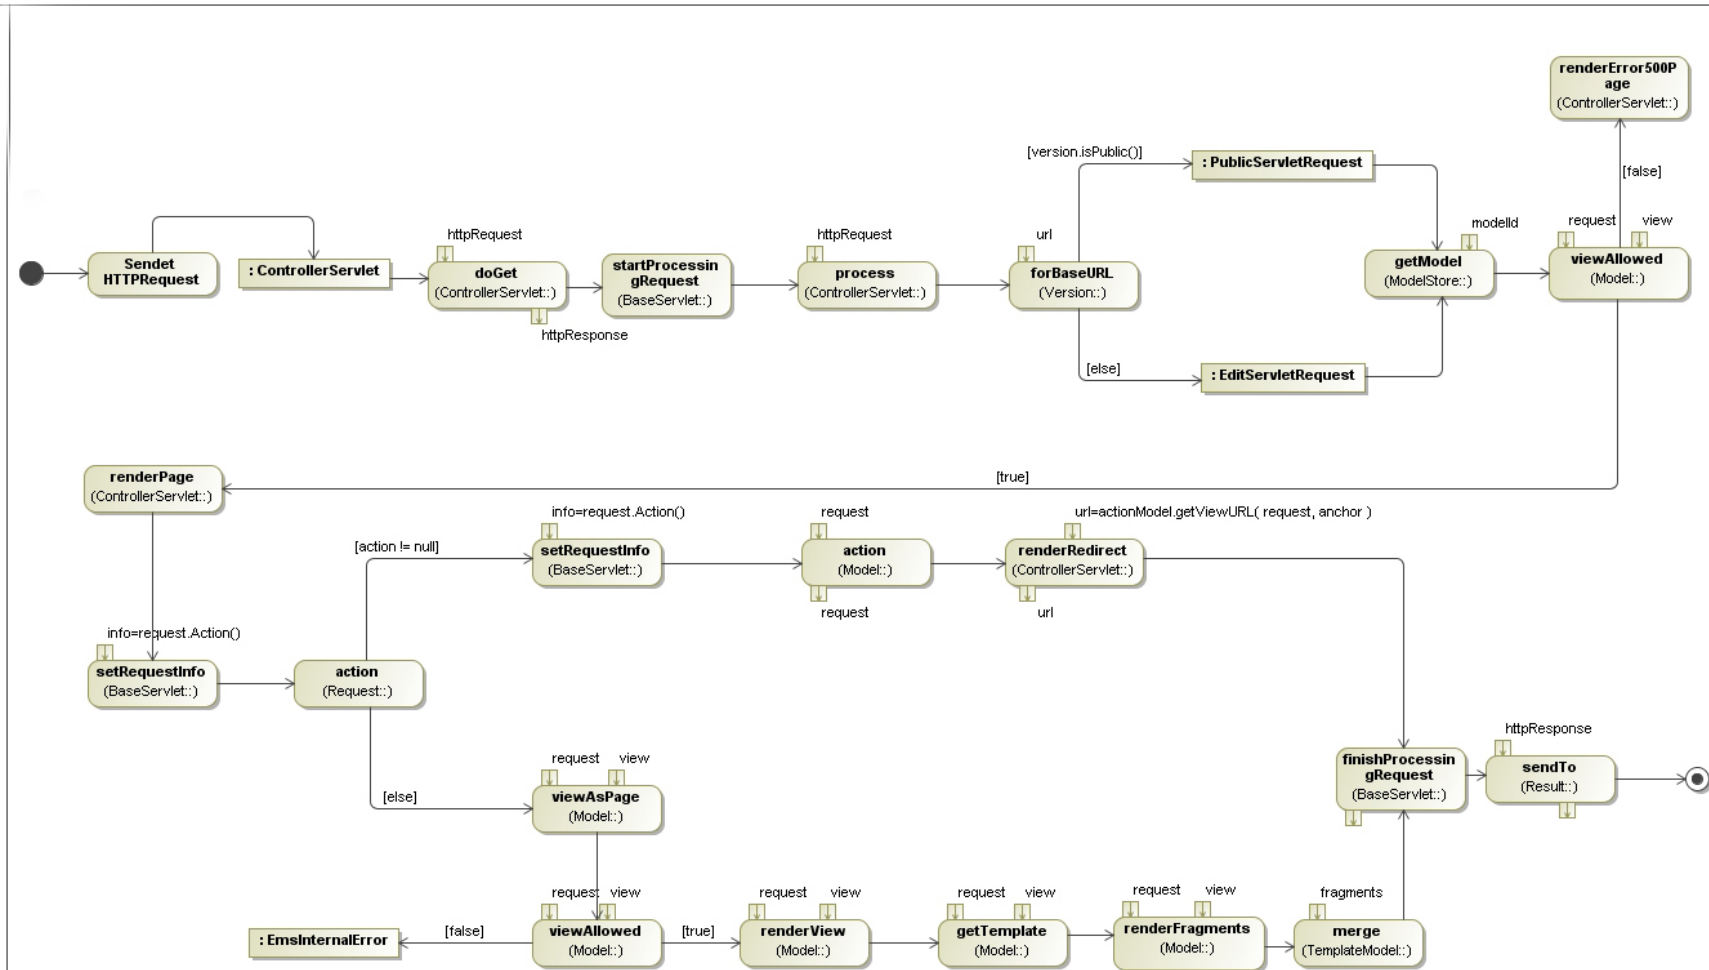 renderError500P
age
(ControllerServlet::)
[version.isPublic()]
: PublicServletRequest
[false]
httpRequest
httpRequest
url
modelId
request
view
Sendet
HTTPRequest
: ControllerServlet
doGet
(ControllerServlet::)
startProcessin
gRequest
(BaseServlet::)
process
(ControllerServlet::)
forBaseURL
(Version::)
getModel
(ModelStore::)
viewAllowed
(Model::)
httpResponse
[else]
: EditServletRequest
renderPage
(ControllerServlet::)
[true]
info=request.Action()
request
url=actionModel.getViewURL( request, anchor )
[action != null]
setRequestInfo
(BaseServlet::)
action
(Model::)
renderRedirect
(ControllerServlet::)
request
url
info=request.Action()
setRequestInfo
(BaseServlet::)
action
(Request::)
httpResponse
request
view
[else]
viewAsPage
(Model::)
finishProcessin
gRequest
(BaseServlet::)
sendTo
(Result::)
request
view
request
view
request
view
request
view
fragments
: EmsInternalError
[false]
viewAllowed
(Model::)
[true]
renderView
(Model::)
getTemplate
(Model::)
renderFragments
(Model::)
merge
(TemplateModel::)